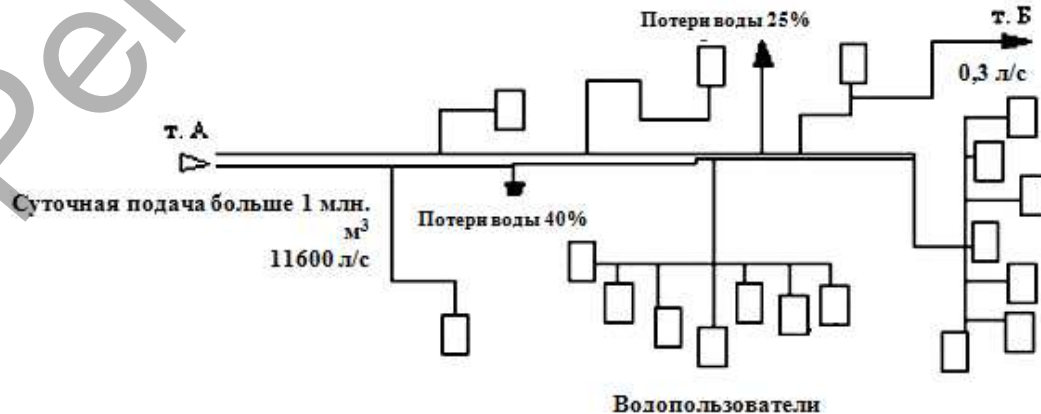 Потери воды 25%
т. Б
0,3 л/с
т. А
Суточная подача больше 1 млн.
м³
11600 л/с
Потери воды 40%
Водопользователи